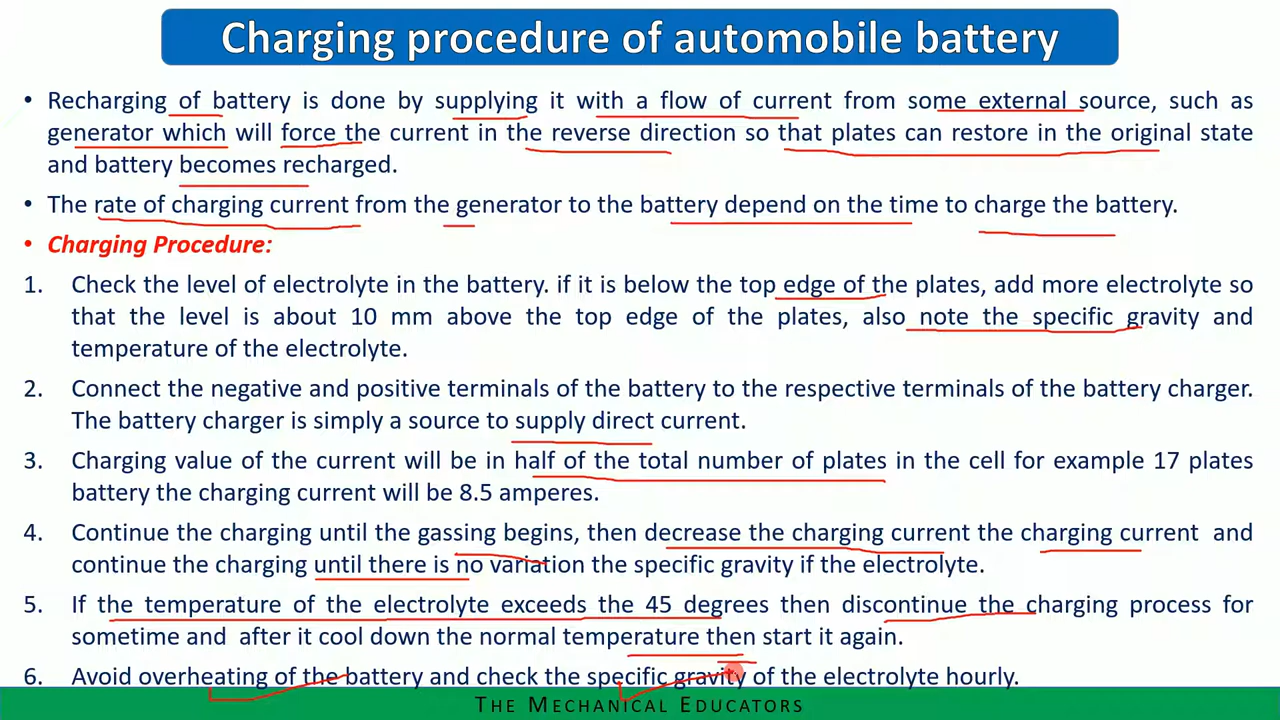 Charging procedure of automobile battery
• Recharging of battery is done by supplying it with a flow of current from some external source, such as
generator which will force the current in the reverse direction so that plates can restore in the original state
and battery becomes recharged.
• The rate of charging current from the generator to the battery depend on the time to charge the battery.
• Charging Procedure:
1. Check the level of electrolyte in the battery. if it is below the top edge of the plates, add more electrolyte so
that the level is about 10 mm above the top edge of the plates, also note the specific gravity and
temperature of the electrolyte.
2. Connect the negative and positive terminals of the battery to the respective terminals of the battery charger.
The battery charger is simply a source to supply direct current.
3. Charging value of the current will be in half of the total number of plates in the cell for example 17 plates
battery the charging current will be 8.5 amperes.
4. Continue the charging until the gassing begins, then decrease the charging current the charging current and
continue the charging until there is no variation the specific gravity if the electrolyte.
5. If the temperature of the electrolyte exceeds the 45 degrees then discontinue the charging process for
sometime and after it cool down the normal temperature then start it again.
6. Avoid overheating of the battery and check the specific gravity of the electrolyte hourly.
THE MECHANICAL EDUCATORS